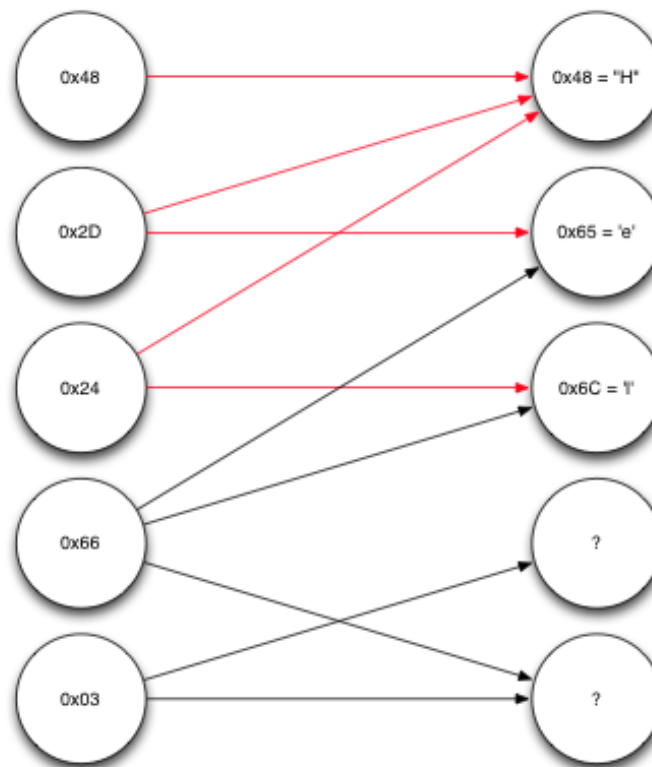 0x48
0x48 = "H"
0x2D
0x65 = 'e'
0x24
0x6C = 'l'
0x66
?
0x03
?